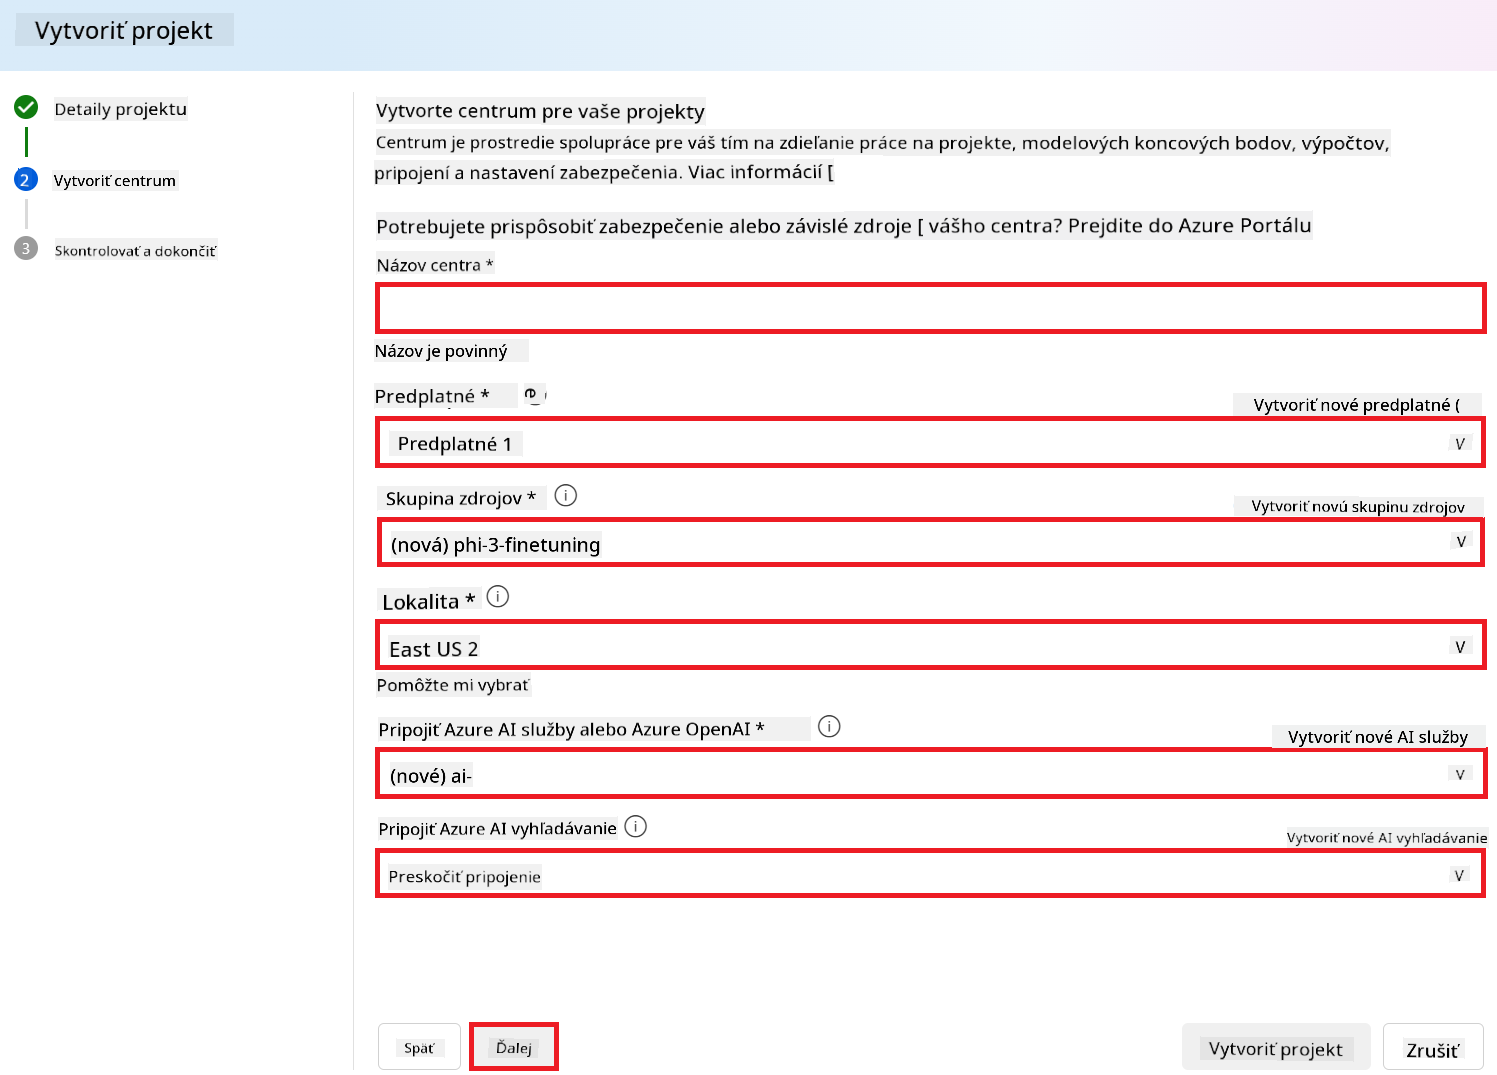 Vytvoriť projekt
Detaily projektu
2 Vytvoriť centrum
3 Skontrolovať a dokončiť
Vytvorte centrum pre vaše projekty
Centrum je prostredie spolupráce pre váš tím na zdieľanie práce na projekte, modelových koncových bodov, výpočtov,
pripojení a nastavení zabezpečenia. Viac informácií [
Potrebujete prispôsobiť zabezpečenie alebo závislé zdroje [ vášho centra? Prejdite do Azure Portálu
Názov centra *
Názov je povinný
Predplatné *
Vytvoriť nové predplatné (
Predplatné 1 V
Skupina zdrojov * i
Vytvoriť novú skupinu zdrojov
(nová) phi-3-finetuning V
Lokalita * i
East US 2 V
Pomôžte mi vybrať
Pripojiť Azure AI služby alebo Azure OpenAI * i
Vytvoriť nové AI služby
(nové) ai- V
Pripojiť Azure AI vyhľadávanie i
Vytvoriť nové AI vyhľadávanie
Preskočiť pripojenie V
Späť Ďalej Vytvoriť projekt Zrušiť